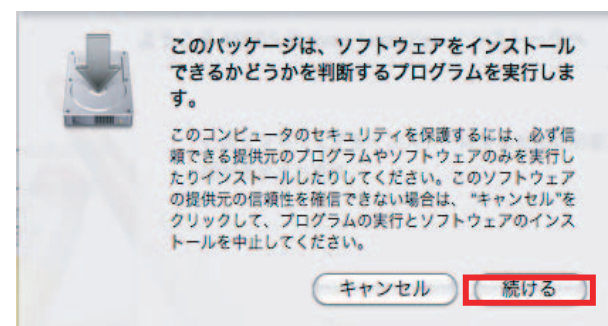 このパッケージは、ソフトウェアをインストール
できるかどうかを判断するプログラムを実行しま
す。
このコンピュータのセキュリティを保護するには、必ず信
頼できる提供元のプログラムやソフトウェアのみを実行し
たりインストールしたりしてください。このソフトウェア
の提供元の信頼性を確信できない場合は、"キャンセル"を
クリックして、プログラムの実行とソフトウェアのインス
トールを中止してください。
キャンセル
続ける